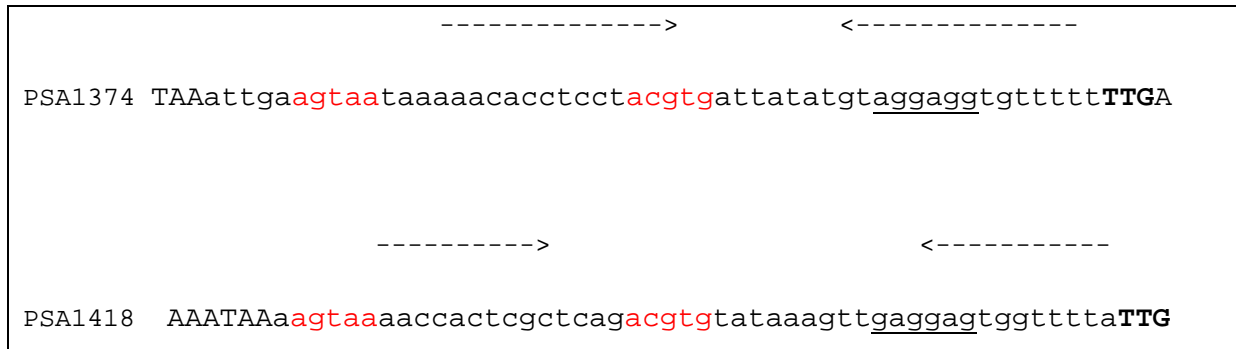 --------------> <--------------
PSA1374 TAAattgaagtaataaaaacacctcctacgtgattatatgtaggaggtgtttttTTGA
----------> <-----------
PSA1418 AAATAAaagtaaaaccactcgctcagacgtgtataaagttgaggagtggttttaTTG